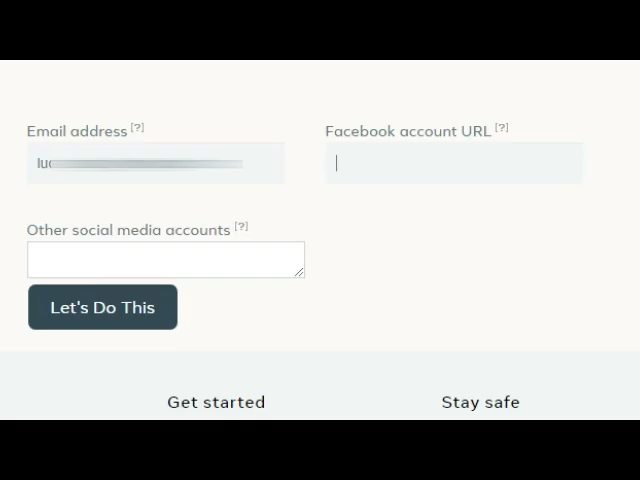 Email address [?]
Facebook account URL [?]
Other social media accounts [?]
Let's Do This
Get started
Stay safe